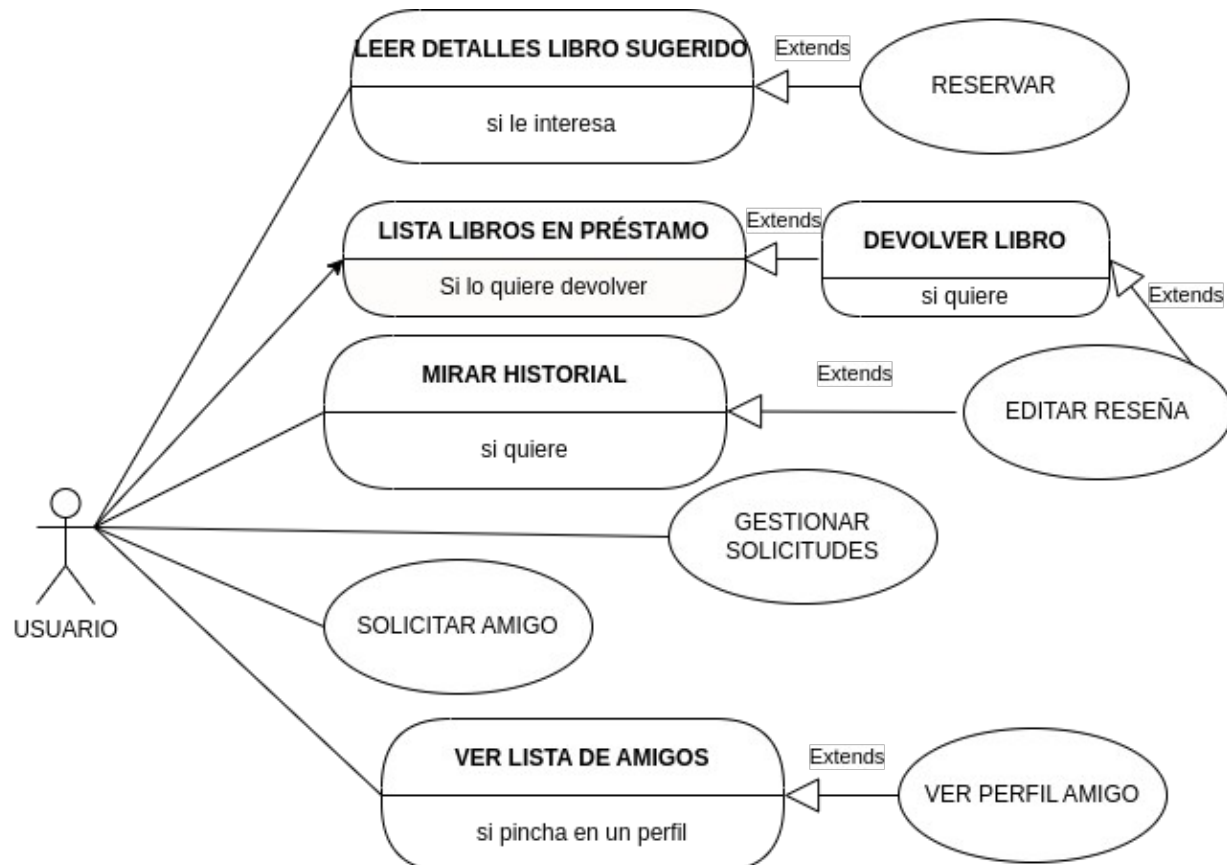 LEER DETALLES LIBRO SUGERIDO
si le interesa
Extends
RESERVAR
LISTA LIBROS EN PRÉSTAMO
Si lo quiere devolver
Extends
DEVOLVER LIBRO
si quiere
Extends
MIRAR HISTORIAL
si quiere
Extends
EDITAR RESEÑA
GESTIONAR
SOLICITUDES
USUARIO
SOLICITAR AMIGO
VER LISTA DE AMIGOS
si pincha en un perfil
Extends
VER PERFIL AMIGO